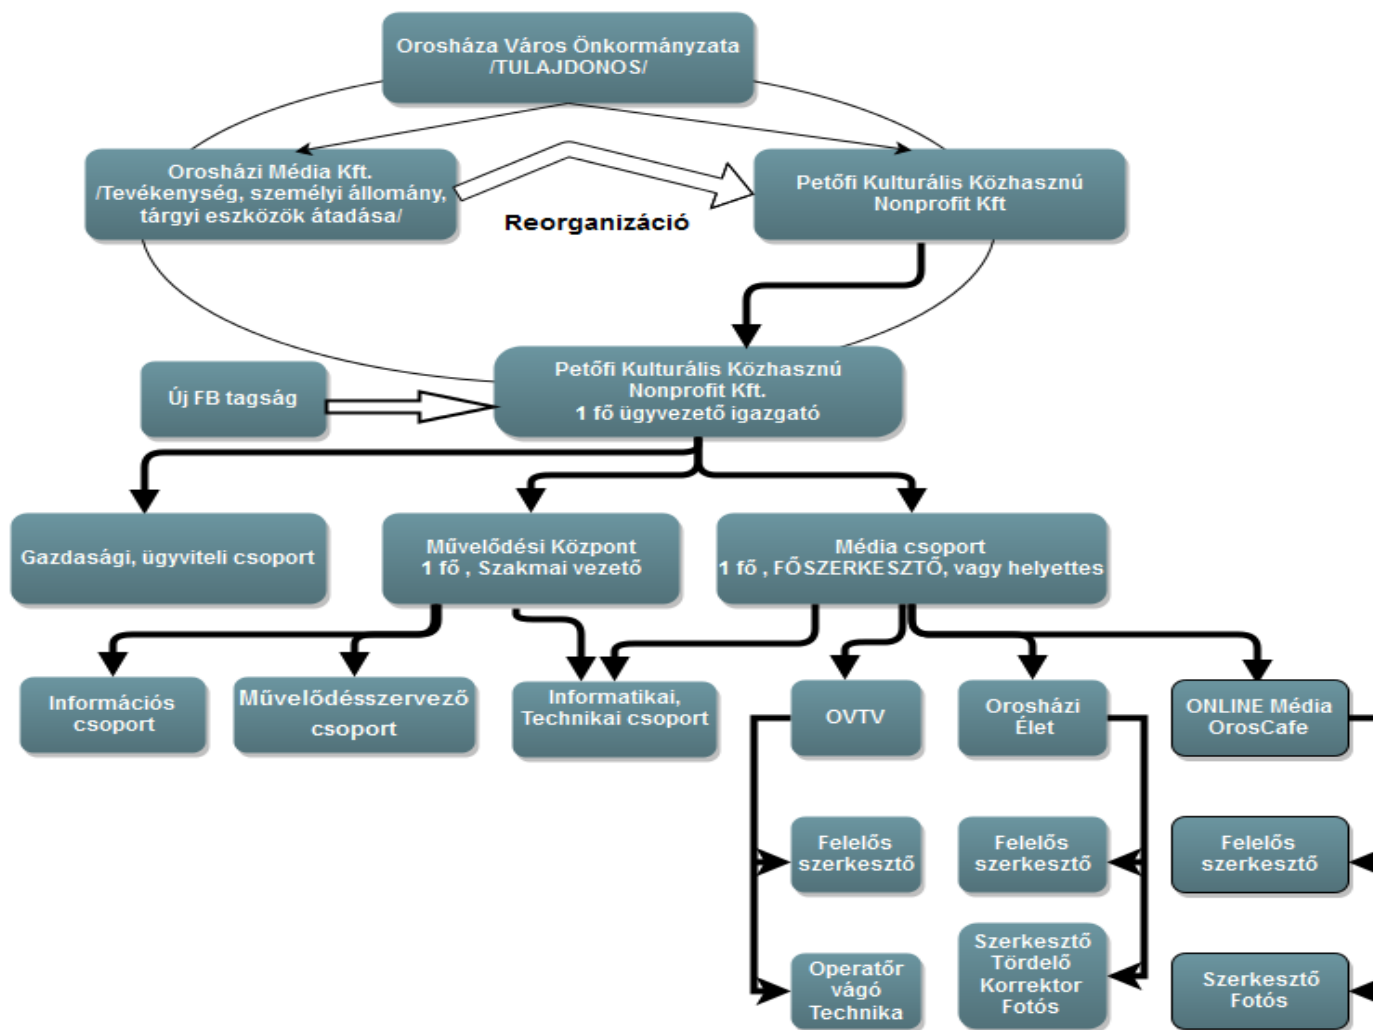 Orosháza Város Önkormányzata
/TULAJDONOS/
Orosházi Média Kft.
/Tevékenység, személyi állomány,
tárgyi eszközök átadása/
Reorganizáció
Petőfi Kulturális Közhasznú
Nonprofit Kft
Új FB tagság
Petőfi Kulturális Közhasznú
Nonprofit Kft.
1 fő ügyvezető igazgató
Gazdasági, ügyviteli csoport
Művelődési Központ
1 fő , Szakmai vezető
Média csoport
1 fő , FŐSZERKESZTŐ, vagy helyettes
Információs
csoport
Művelődésszervező
csoport
Informatikai,
Technikai csoport
OVTV
Orosházi
Élet
ONLINE Média
OrosCafe
Felelős
szerkesztő
Felelős
szerkesztő
Felelős
szerkesztő
Operatőr
vágó
Technika
Szerkesztő
Tördelő
Korrektor
Fotós
Szerkesztő
Fotós